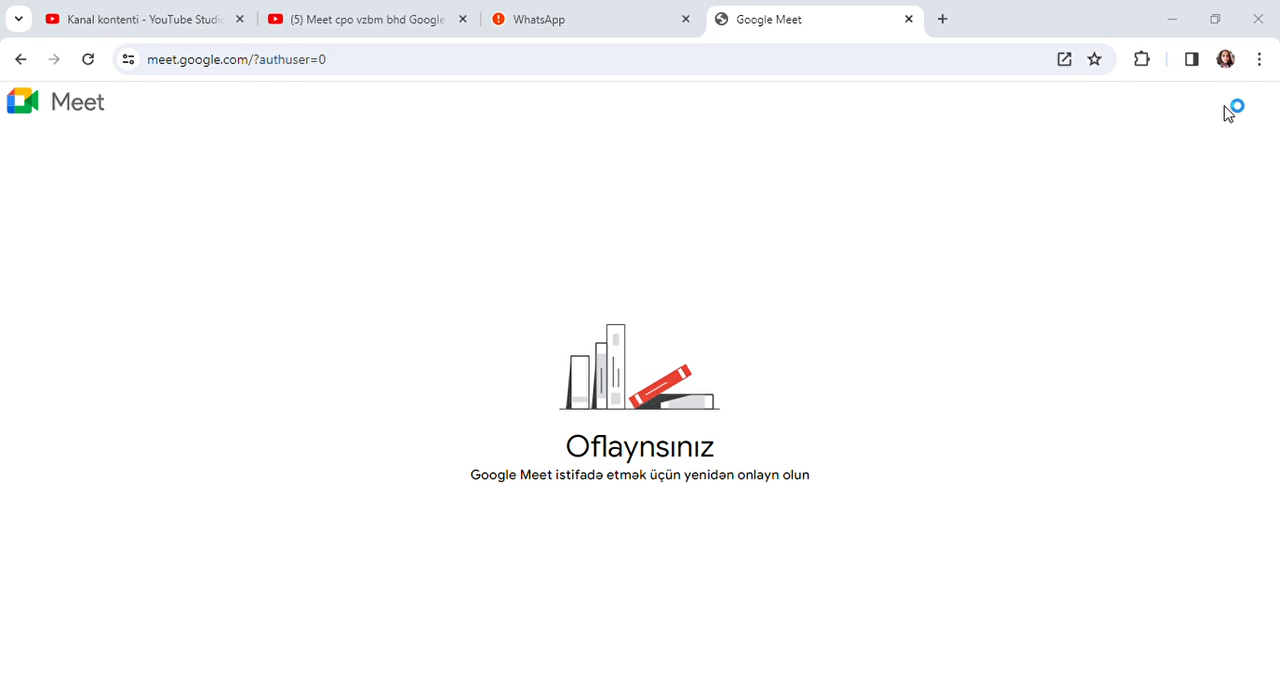 Kanal kontenti - YouTube Studi
(5) Meet cpo vzbm bhd Google
WhatsApp
Google Meet
meet.google.com/?authuser=0
Meet
Oflaynsınız
Google Meet istifadə etmək üçün yenidən onlayn olun